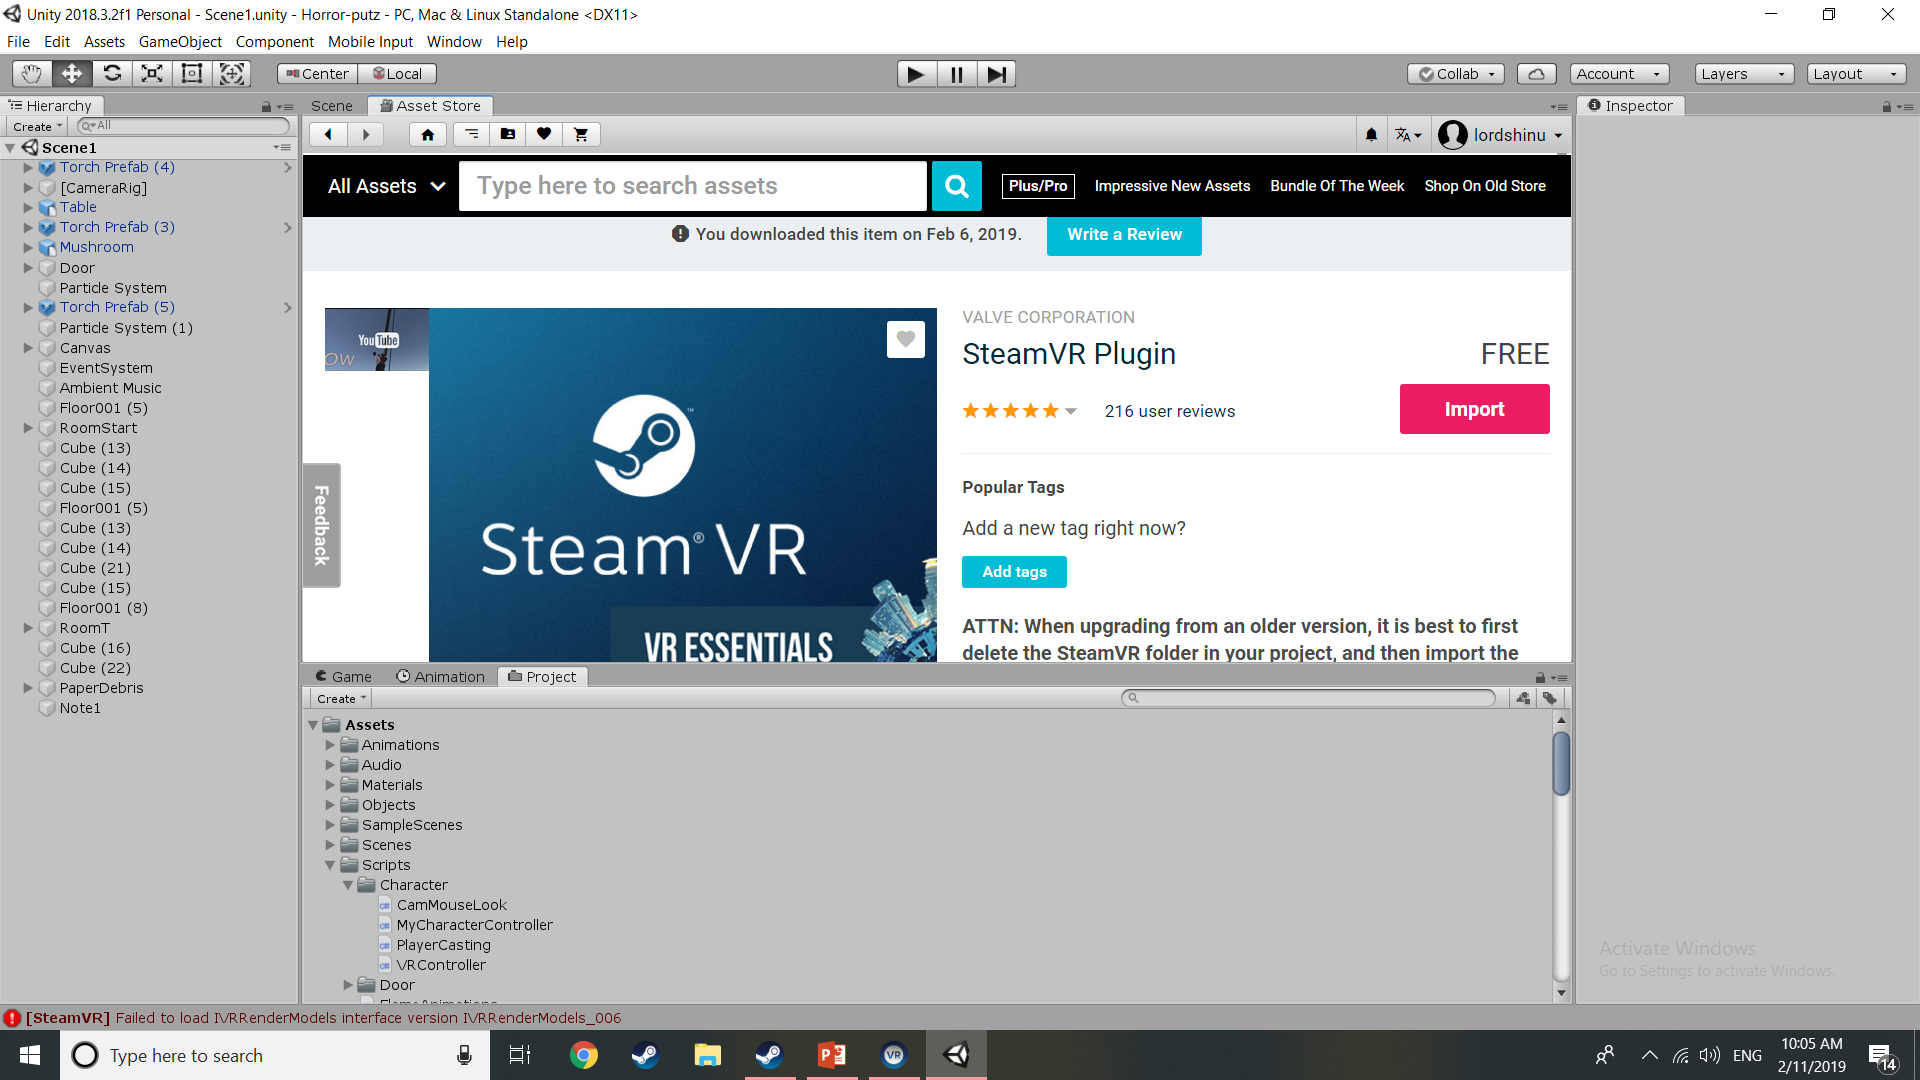 Unity 2018.3.2f1 Personal - Scene1.unity - Horror-putz - PC, Mac & Linux Standalone <DX11>
File Edit Assets GameObject Component Mobile Input Window Help
Center Local Collab Account Layers Layout
Hierarchy
Create All
Scene1
Torch Prefab (4)
[CameraRig]
Table
Torch Prefab (3)
Mushroom
Door
Particle System
Torch Prefab (5)
Particle System (1)
Canvas
EventSystem
Ambient Music
Floor001 (5)
RoomStart
Cube (13)
Cube (14)
Cube (15)
Floor001 (5)
Cube (13)
Cube (14)
Cube (21)
Cube (15)
Floor001 (8)
RoomT
Cube (16)
Cube (22)
PaperDebris
Note1
Scene Asset Store
lordshinu
All Assets Type here to search assets Plus/Pro Impressive New Assets Bundle Of The Week Shop On Old Store
You downloaded this item on Feb 6, 2019. Write a Review
YouTube
OW
Steam® VR
VR ESSENTIALS
Feedback
VALVE CORPORATION
SteamVR Plugin FREE
216 user reviews Import
Popular Tags
Add a new tag right now?
Add tags
ATTN: When upgrading from an older version, it is best to first
delete the SteamVR folder in your project, and then import the
Game Animation Project
Create
Assets
Animations
Audio
Materials
Objects
SampleScenes
Scenes
Scripts
Character
CamMouseLook
MyCharacterController
PlayerCasting
VRController
Door
FlameAnimations
Inspector
Activate Windows
Go to Settings to activate Windows.
[SteamVR] Failed to load IVRRenderModels interface version IVRRenderModels_006
Type here to search
VR
ENG
10:05 AM
2/11/2019
14